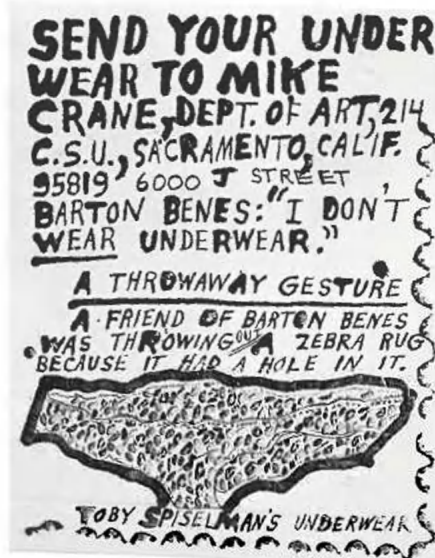 SEND YOUR UNDER
WEAR TO MIKE
CRANE, DEPT. OF ART, 214
C.S.U., SACRAMENTO, CALIF.
95819, 6000 J STREET,
BARTON BENES: "I DON'T
WEAR UNDERWEAR."
A THROWAWAY GESTURE
A FRIEND OF BARTON BENES
WAS THROWING OUT A ZEBRA RUG
BECAUSE IT HAD A HOLE IN IT.
TOBY SPISELMAN'S UNDERWEAR